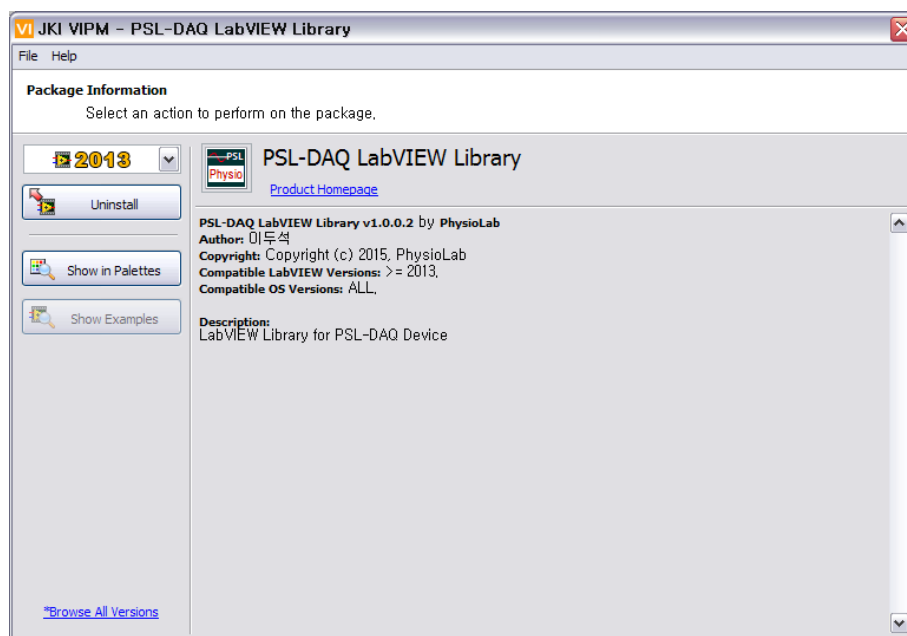 VI JKI VIPM - PSL-DAQ LabVIEW Library
File Help
Package Information
Select an action to perform on the package.
2013
Uninstall
Show in Palettes
Show Examples
*Browse All Versions
PSL
Physio
PSL-DAQ LabVIEW Library
Product Homepage
PSL-DAQ LabVIEW Library v1.0.0.2 by PhysioLab
Author: 이두석
Copyright: Copyright (c) 2015, PhysioLab
Compatible LabVIEW Versions: >= 2013,
Compatible OS Versions: ALL,
Description:
LabVIEW Library for PSL-DAQ Device